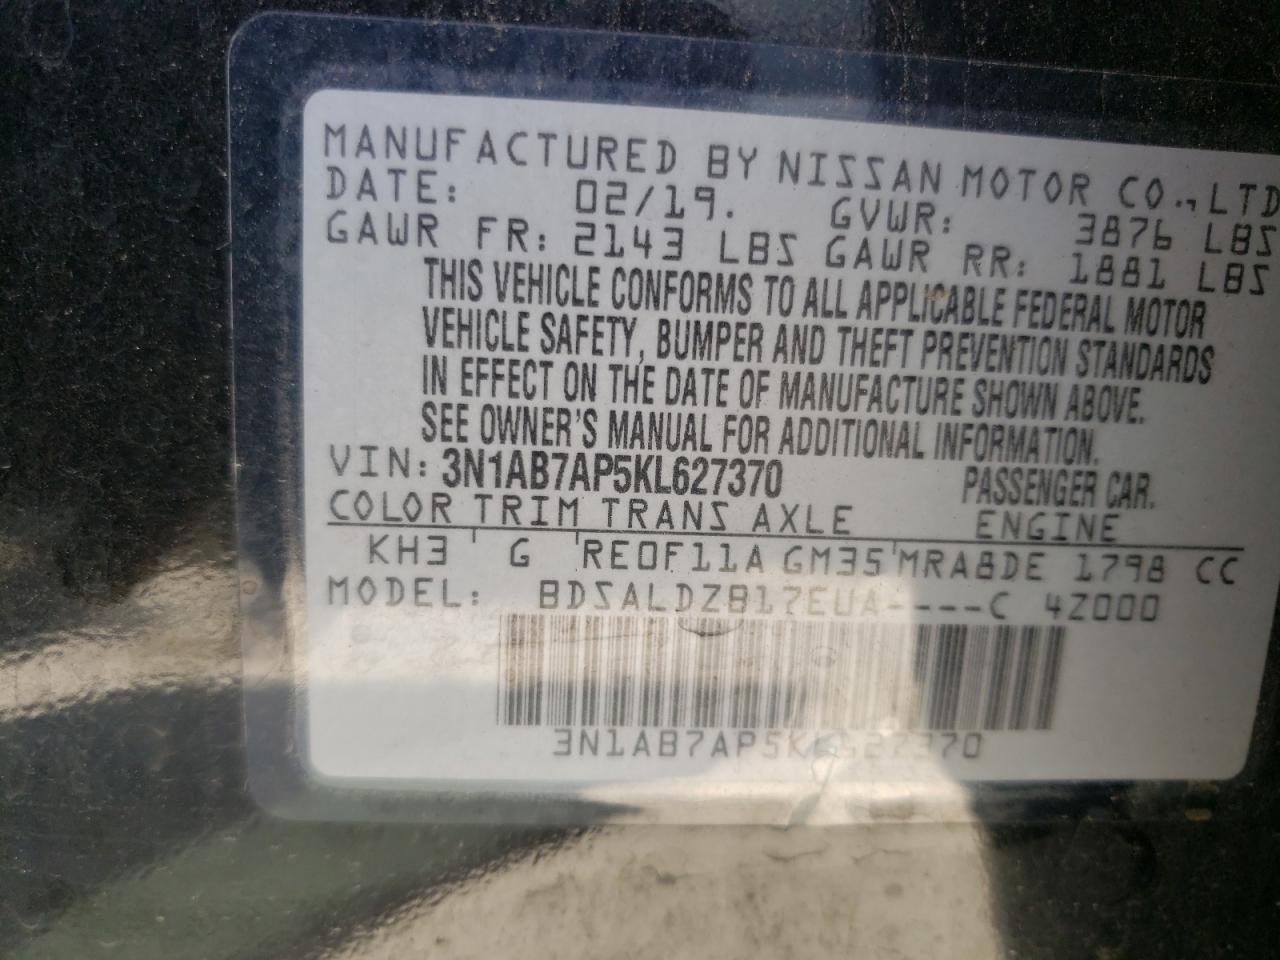 MANUFACTURED BY NISSAN MOTOR CO., LTD
DATE: 02/19. GVWR: 3876 LBS
GAWR FR: 2143 LBS GAWR RR: 1881 LBS
THIS VEHICLE CONFORMS TO ALL APPLICABLE FEDERAL MOTOR
VEHICLE SAFETY, BUMPER AND THEFT PREVENTION STANDARDS
IN EFFECT ON THE DATE OF MANUFACTURE SHOWN ABOVE.
SEE OWNER'S MANUAL FOR ADDITIONAL INFORMATION.
VIN: 3N1AB7AP5KL627370 PASSENGER CAR.
COLOR TRIM TRANS AXLE ENGINE
KH3 G RE0F11A GM35 MRA8DE 1798 CC
MODEL: BDSALDZB17EUA----C 4Z000
3N1AB7AP5KL627370